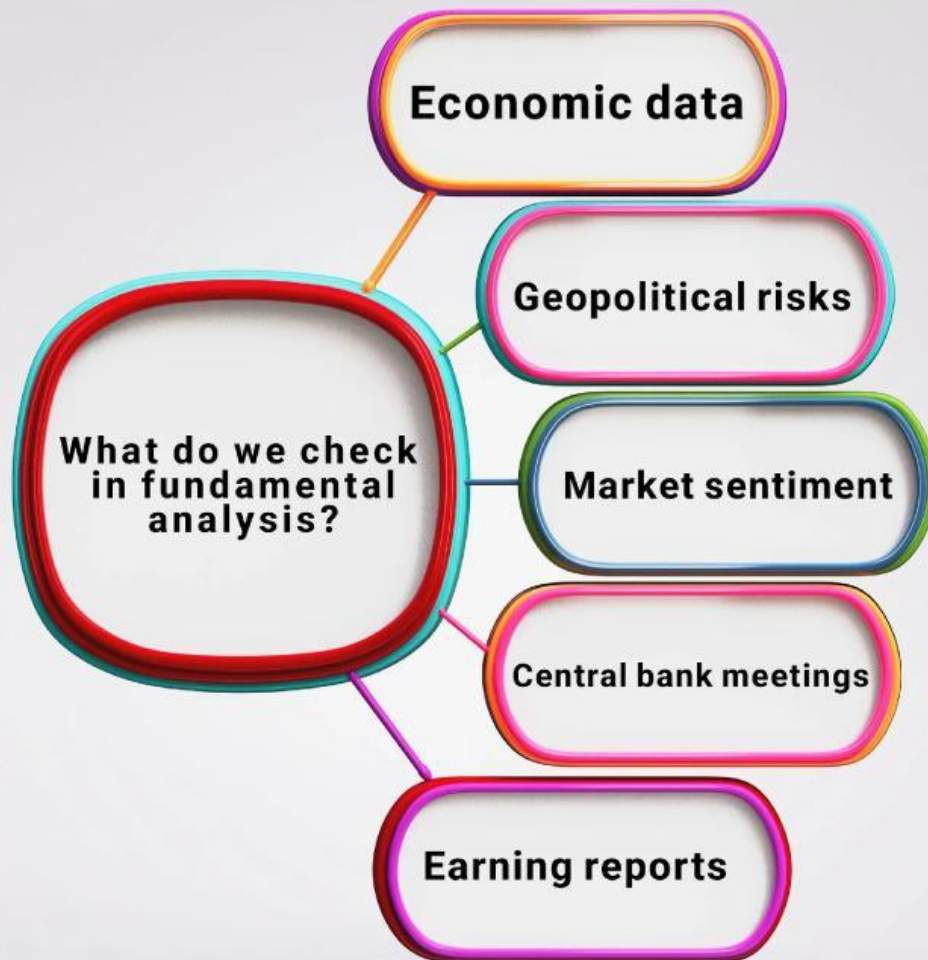 Economic data
Geopolitical risks
What do we check
in fundamental
analysis?
Market sentiment
Central bank meetings
Earning reports